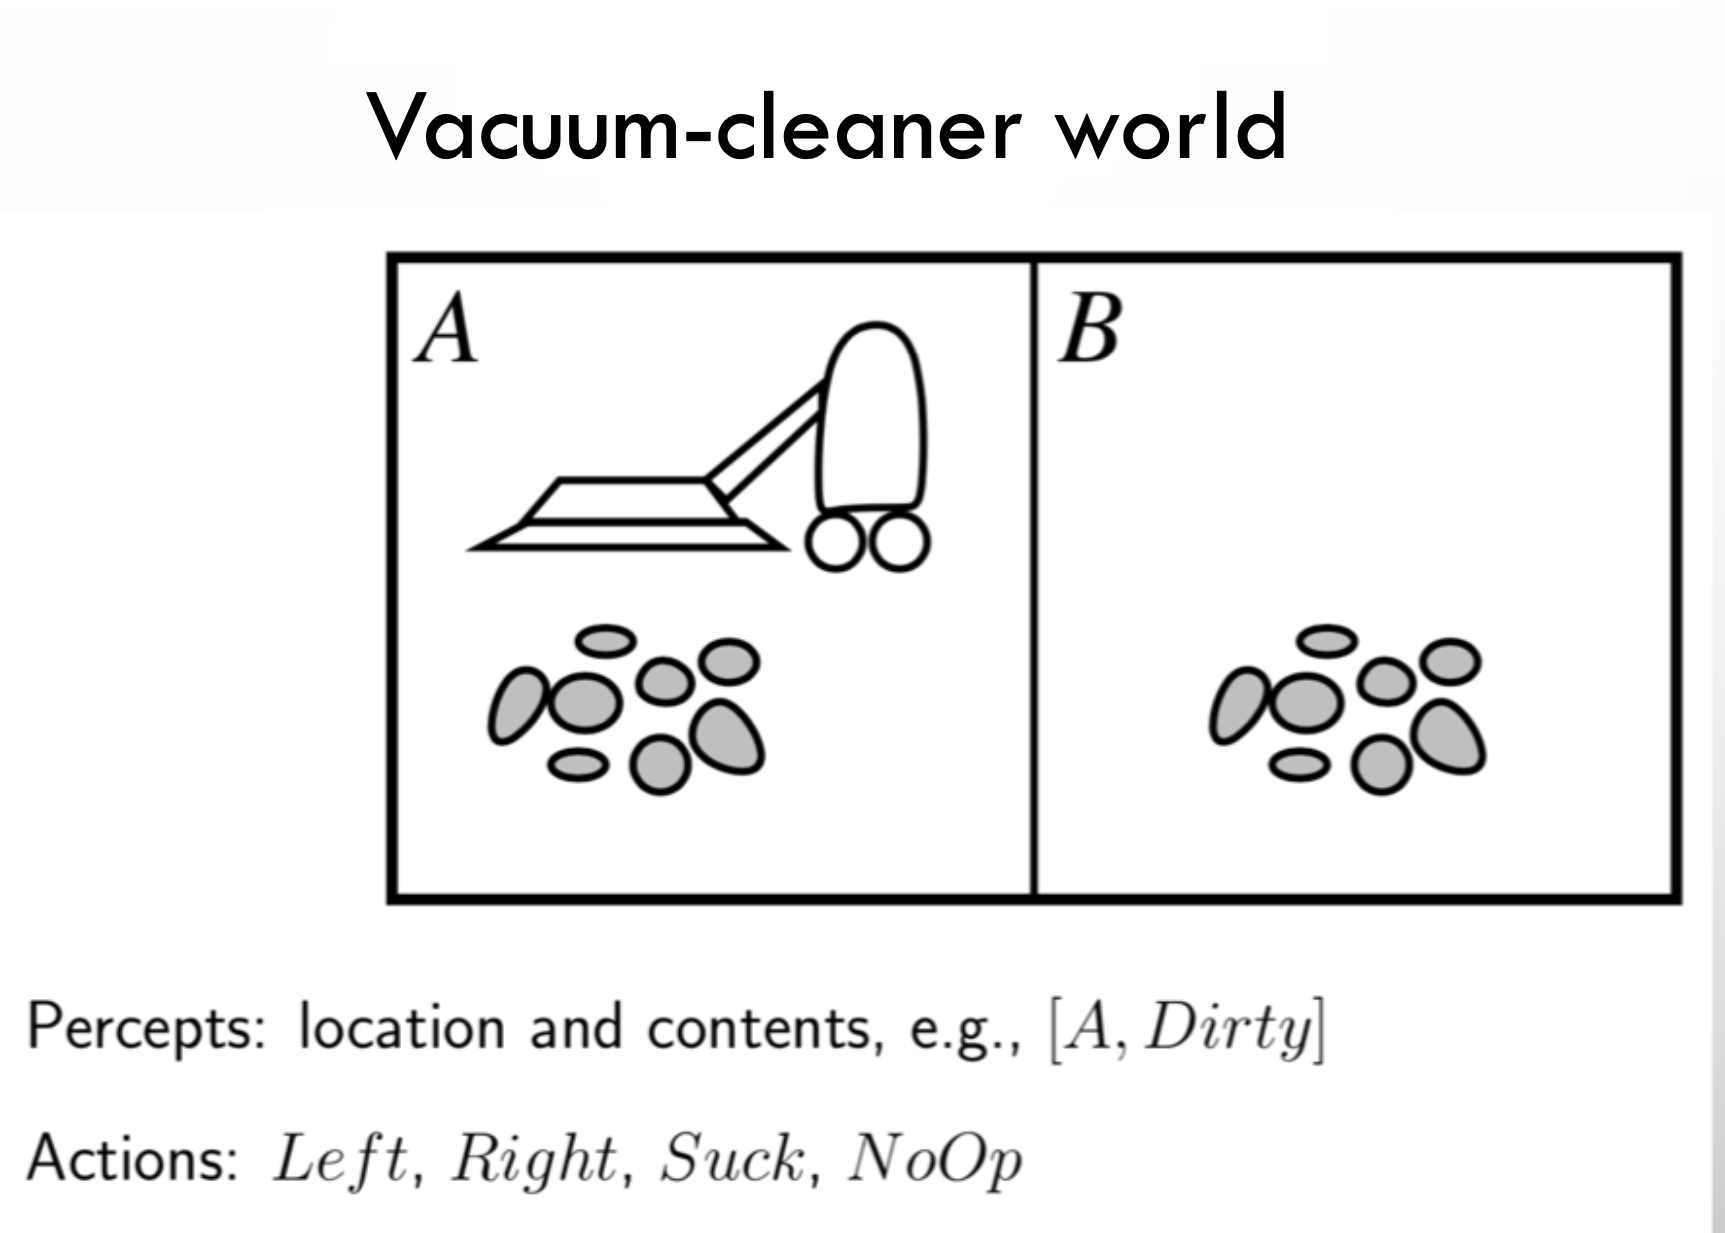 Vacuum-cleaner world
A
B
Percepts: location and contents, e.g., [A, Dirty]
Actions: Left, Right, Suck, NoOp